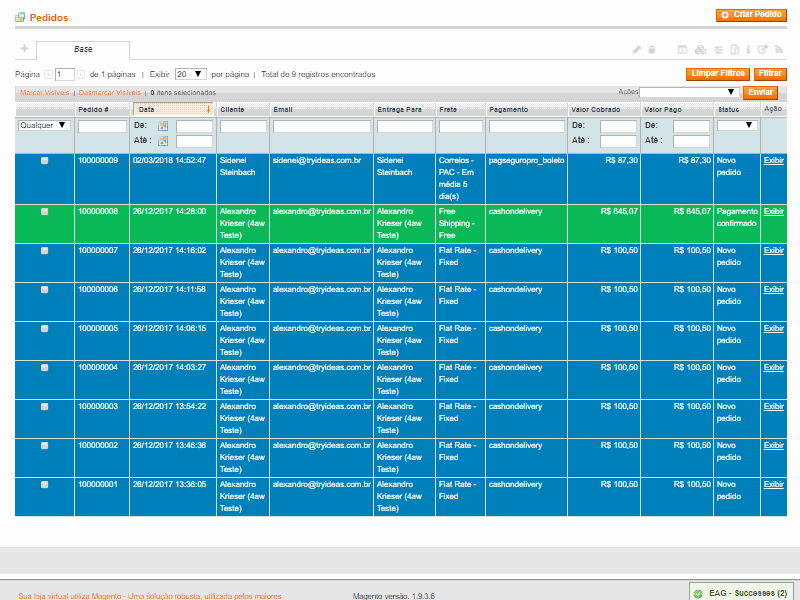 Pedidos
Criar Pedido
Base
Página 1 de 1 páginas | Exibir 20 por página | Total de 9 registros encontrados
Limpar Filtros Filtrar
Marcar Visíveis | Desmarcar Visíveis | 0 itens selecionados Ações Enviar
Pedido # Data Cliente Email Entrega Para Frete Pagamento Valor Cobrado Valor Pago Status Ação
Qualquer De: De: De:
Até : Até : Até :
100000009 02/03/2018 14:52:47 Sidenei sidenei@tryideas.com.br Sidenei Correios - pagseguropro_boleto R$ 87,30 R$ 87,30 Novo Exibir
Steinbach Steinbach PAC - Em pedido
média 5
dia(s)
100000008 26/12/2017 14:26:00 Alexandro alexandro@tryideas.com.br Alexandro Free cashondelivery R$ 645,07 R$ 645,07 Pagamento Exibir
Krieser (4aw Krieser (4aw Shipping - confirmado
Teste) Teste) Free
100000007 26/12/2017 14:16:02 Alexandro alexandro@tryideas.com.br Alexandro Flat Rate - cashondelivery R$ 100,50 R$ 100,50 Novo Exibir
Krieser (4aw Krieser (4aw Fixed pedido
Teste) Teste)
100000006 26/12/2017 14:11:58 Alexandro alexandro@tryideas.com.br Alexandro Flat Rate - cashondelivery R$ 100,50 R$ 100,50 Novo Exibir
Krieser (4aw Krieser (4aw Fixed pedido
Teste) Teste)
100000005 26/12/2017 14:06:15 Alexandro alexandro@tryideas.com.br Alexandro Flat Rate - cashondelivery R$ 100,50 R$ 100,50 Novo Exibir
Krieser (4aw Krieser (4aw Fixed pedido
Teste) Teste)
100000004 26/12/2017 14:03:27 Alexandro alexandro@tryideas.com.br Alexandro Flat Rate - cashondelivery R$ 100,50 R$ 100,50 Novo Exibir
Krieser (4aw Krieser (4aw Fixed pedido
Teste) Teste)
100000003 26/12/2017 13:54:22 Alexandro alexandro@tryideas.com.br Alexandro Flat Rate - cashondelivery R$ 100,50 R$ 100,50 Novo Exibir
Krieser (4aw Krieser (4aw Fixed pedido
Teste) Teste)
100000002 26/12/2017 13:46:36 Alexandro alexandro@tryideas.com.br Alexandro Flat Rate - cashondelivery R$ 100,50 R$ 100,50 Novo Exibir
Krieser (4aw Krieser (4aw Fixed pedido
Teste) Teste)
100000001 26/12/2017 13:36:05 Alexandro alexandro@tryideas.com.br Alexandro Flat Rate - cashondelivery R$ 100,50 R$ 100,50 Novo Exibir
Krieser (4aw Krieser (4aw Fixed pedido
Teste) Teste)
Sua loja virtual utiliza Magento - Uma solução robusta, utilizada pelos maiores Magento versão. 1.9.3.6 EAG - Successes (2)